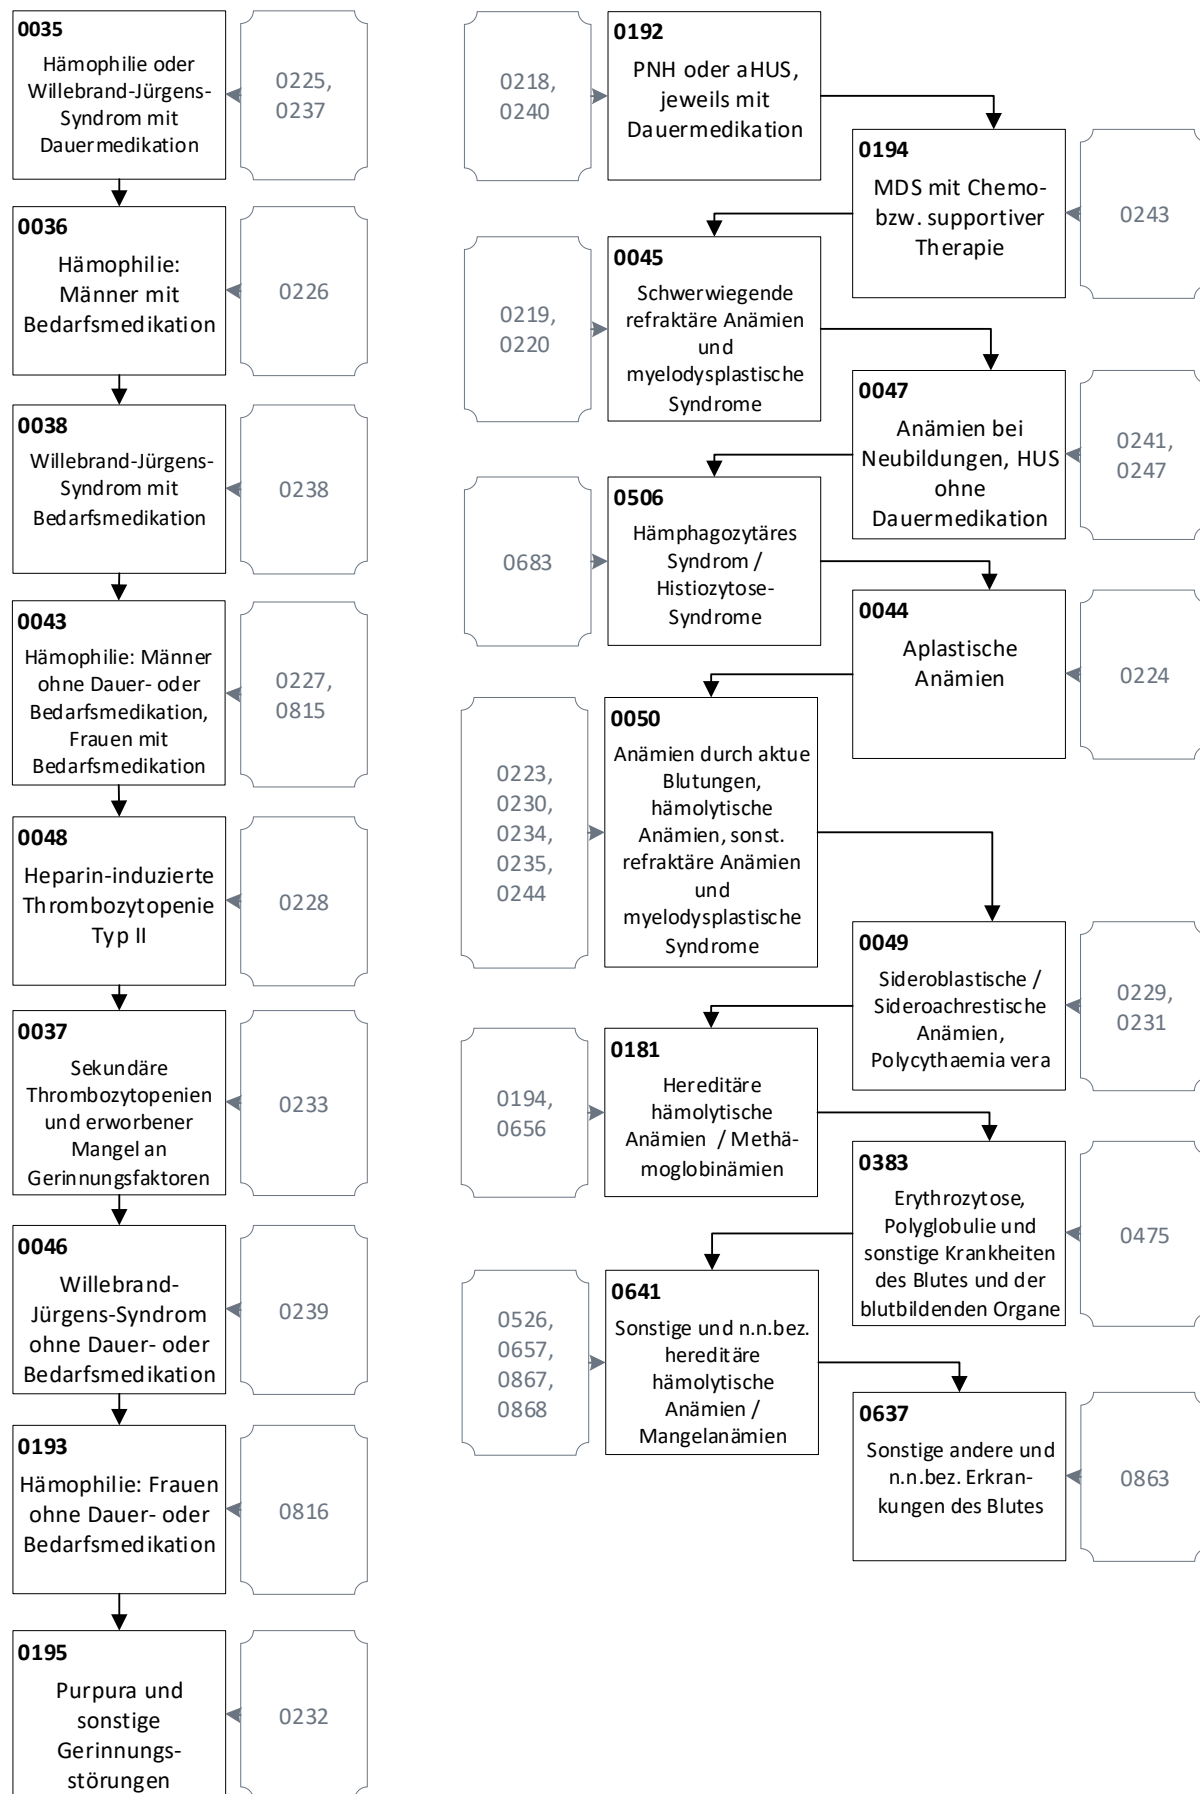 0035
Hämophilie oder
Willebrand-Jürgens-
Syndrom mit
Dauermedikation
0225,
0237
0036
Hämophilie:
Männer mit
Bedarfsmedikation
0226
0038
Willebrand-Jürgens-
Syndrom mit
Bedarfsmedikation
0238
0043
Hämophilie: Männer
ohne Dauer- oder
Bedarfsmedikation,
Frauen mit
Bedarfsmedikation
0227,
0815
0048
Heparin-induzierte
Thrombozytopenie
Typ II
0228
0037
Sekundäre
Thrombozytopenien
und erworbener
Mangel an
Gerinnungsfaktoren
0233
0046
Willebrand-
Jürgens-Syndrom
ohne Dauer- oder
Bedarfsmedikation
0239
0193
Hämophilie: Frauen
ohne Dauer- oder
Bedarfsmedikation
0816
0195
Purpura und
sonstige
Gerinnungs-
störungen
0232
0218,
0240
0192
PNH oder aHUS,
jeweils mit
Dauermedikation
0194
MDS mit Chemo-
bzw. supportiver
Therapie
0243
0219,
0220
0045
Schwerwiegende
refraktäre Anämien
und
myelodysplastische
Syndrome
0047
Anämien bei
Neubildungen, HUS
ohne
Dauermedikation
0241,
0247
0683
0506
Hämphagozytäres
Syndrom /
Histiozytose-
Syndrome
0044
Aplastische
Anämien
0224
0223,
0230,
0234,
0235,
0244
0050
Anämien durch aktue
Blutungen,
hämolytische
Anämien, sonst.
refraktäre Anämien
und
myelodysplastische
Syndrome
0049
Sideroblastische /
Sideroachrestische
Anämien,
Polycythaemia vera
0229,
0231
0194,
0656
0181
Hereditäre
hämolytische
Anämien / Methä-
moglobinämien
0383
Erythrozytose,
Polyglobulie und
sonstige Krankheiten
des Blutes und der
blutbildenden Organe
0475
0526,
0657,
0867,
0868
0641
Sonstige und n.n.bez.
hereditäre
hämolytische
Anämien /
Mangelanämien
0637
Sonstige andere und
n.n.bez. Erkran-
kungen des Blutes
0863